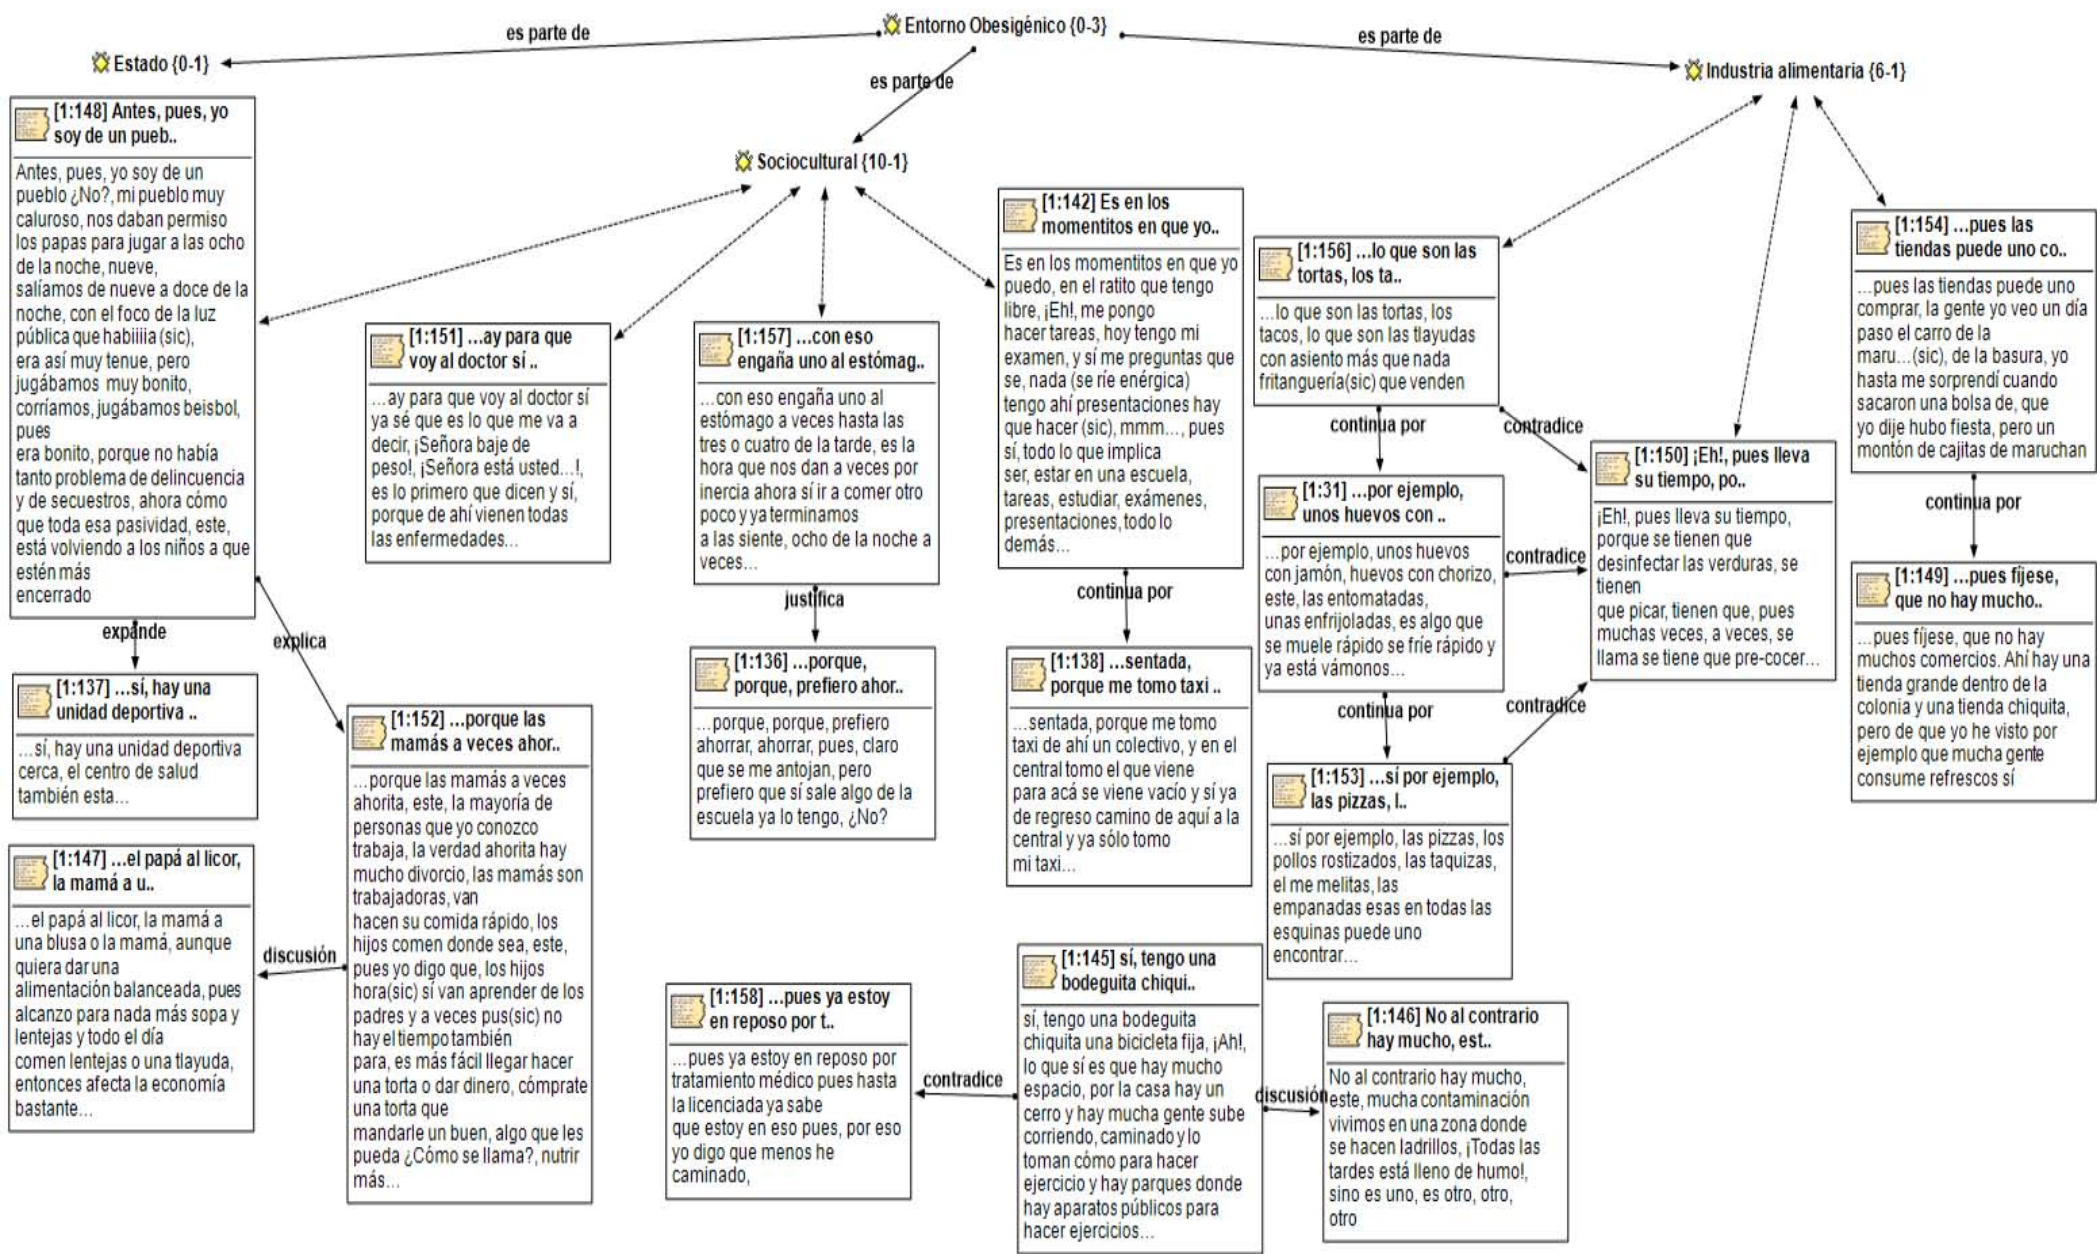 Entorno Obesigénico {0-3}
es parte de
es parte de
es parte de
Estado {0-1}
Industria alimentaria {6-1}
Sociocultural {10-1}
[1:148] Antes, pues, yo
soy de un pueb..
Antes, pues, yo soy de un
pueblo ¿No?, mi pueblo muy
caluroso, nos daban permiso
los papas para jugar a las ocho
de la noche, nueve,
salíamos de nueve a doce de la
noche, con el foco de la luz
pública que habiiiia (sic),
era así muy tenue, pero
jugábamos muy bonito,
corríamos, jugábamos beisbol,
pues
era bonito, porque no había
tanto problema de delincuencia
y de secuestros, ahora cómo
que toda esa pasividad, este,
está volviendo a los niños a que
estén más
encerrado
expande
explica
[1:137] ...sí, hay una
unidad deportiva ..
...sí, hay una unidad deportiva
cerca, el centro de salud
también esta...
[1:147] ...el papá al licor,
la mamá a u..
...el papá al licor, la mamá a
una blusa o la mamá, aunque
quiera dar una
alimentación balanceada, pues
alcanzo para nada más sopa y
lentejas y todo el día
comen lentejas o una tlayuda,
entonces afecta la economía
bastante...
discusión
[1:152] ...porque las
mamás a veces ahor..
...porque las mamás a veces
ahorita, este, la mayoría de
personas que yo conozco
trabaja, la verdad ahorita hay
mucho divorcio, las mamás son
trabajadoras, van
hacen su comida rápido, los
hijos comen donde sea, este,
pues yo digo que, los hijos
hora(sic) sí van aprender de los
padres y a veces pus(sic) no
hay el tiempo también
para, es más fácil llegar hacer
una torta o dar dinero, cómprate
una torta que
mandarle un buen, algo que les
pueda ¿Cómo se llama?, nutrir
más...
[1:151] ...ay para que
voy al doctor sí ..
...ay para que voy al doctor sí
ya sé que es lo que me va a
decir, ¡Señora baje de
peso!, ¡Señora está usted...!,
es lo primero que dicen y sí,
porque de ahí vienen todas
las enfermedades...
[1:157] ...con eso
engaña uno al estómag..
...con eso engaña uno al
estómago a veces hasta las
tres o cuatro de la tarde, es la
hora que nos dan a veces por
inercia ahora sí ir a comer otro
poco y ya terminamos
a las siente, ocho de la noche a
veces...
justifica
[1:136] ...porque,
porque, prefiero ahor..
...porque, porque, prefiero
ahorrar, ahorrar, pues, claro
que se me antojan, pero
prefiero que sí sale algo de la
escuela ya lo tengo, ¿No?
[1:142] Es en los
momentitos en que yo..
Es en los momentitos en que yo
puedo, en el ratito que tengo
libre, ¡Eh!, me pongo
hacer tareas, hoy tengo mi
examen, y sí me preguntas que
se, nada (se ríe enérgica)
tengo ahí presentaciones hay
que hacer (sic), mmm..., pues
sí, todo lo que implica
ser, estar en una escuela,
tareas, estudiar, exámenes,
presentaciones, todo lo
demás...
continua por
[1:138] ...sentada,
porque me tomo taxi ..
...sentada, porque me tomo
taxi de ahí un colectivo, y en el
central tomo el que viene
para acá se viene vacío y sí ya
de regreso camino de aquí a la
central y ya sólo tomo
mi taxi...
[1:156] ...lo que son las
tortas, los ta..
...lo que son las tortas, los
tacos, lo que son las tlayudas
con asiento más que nada
fritanguería(sic) que venden
continua por
contradice
[1:31] ...por ejemplo,
unos huevos con ..
...por ejemplo, unos huevos
con jamón, huevos con chorizo,
este, las entomatadas,
unas enfrijoladas, es algo que
se muele rápido se fríe rápido y
ya está vámonos...
contradice
continua por
contradice
[1:153] ...sí por ejemplo,
las pizzas, l..
...sí por ejemplo, las pizzas, los
pollos rostizados, las taquizas,
el me melitas, las
empanadas esas en todas las
esquinas puede uno
encontrar...
[1:150] ¡Eh!, pues lleva
su tiempo, po..
¡Eh!, pues lleva su tiempo,
porque se tienen que
desinfectar las verduras, se
tienen
que picar, tienen que, pues
muchas veces, a veces, se
llama se tiene que pre-cocer...
[1:154] ...pues las
tiendas puede uno co..
...pues las tiendas puede uno
comprar, la gente yo veo un día
paso el carro de la
maru...(sic), de la basura, yo
hasta me sorprendí cuando
sacaron una bolsa de, que
yo dije hubo fiesta, pero un
montón de cajitas de maruchan
continua por
[1:149] ...pues fíjese,
que no hay mucho..
...pues fíjese, que no hay
muchos comercios. Ahí hay una
tienda grande dentro de la
colonia y una tienda chiquita,
pero de que yo he visto por
ejemplo que mucha gente
consume refrescos sí
[1:158] ...pues ya estoy
en reposo por t..
...pues ya estoy en reposo por
tratamiento médico pues hasta
la licenciada ya sabe
que estoy en eso pues, por eso
yo digo que menos he
caminado,
contradice
[1:145] sí, tengo una
bodeguita chiqui..
sí, tengo una bodeguita
chiquita una bicicleta fija, ¡Ah!,
lo que sí es que hay mucho
espacio, por la casa hay un
cerro y hay mucha gente sube
corriendo, caminado y lo
toman cómo para hacer
ejercicio y hay parques donde
hay aparatos públicos para
hacer ejercicios...
discusión
[1:146] No al contrario
hay mucho, est..
No al contrario hay mucho,
este, mucha contaminación
vivimos en una zona donde
se hacen ladrillos, ¡Todas las
tardes está lleno de humo!,
sino es uno, es otro, otro,
otro